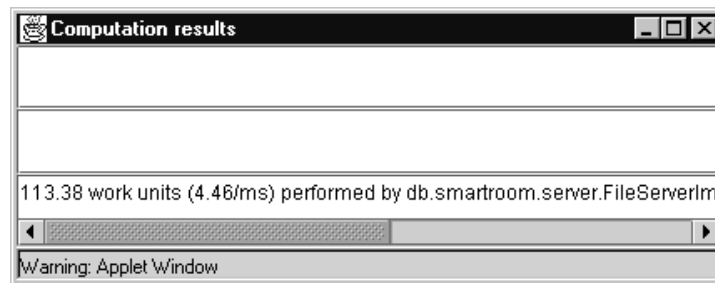 Computation results
113.38 work units (4.46/ms) performed by db.smartroom.server.FileServerIm
Warning: Applet Window